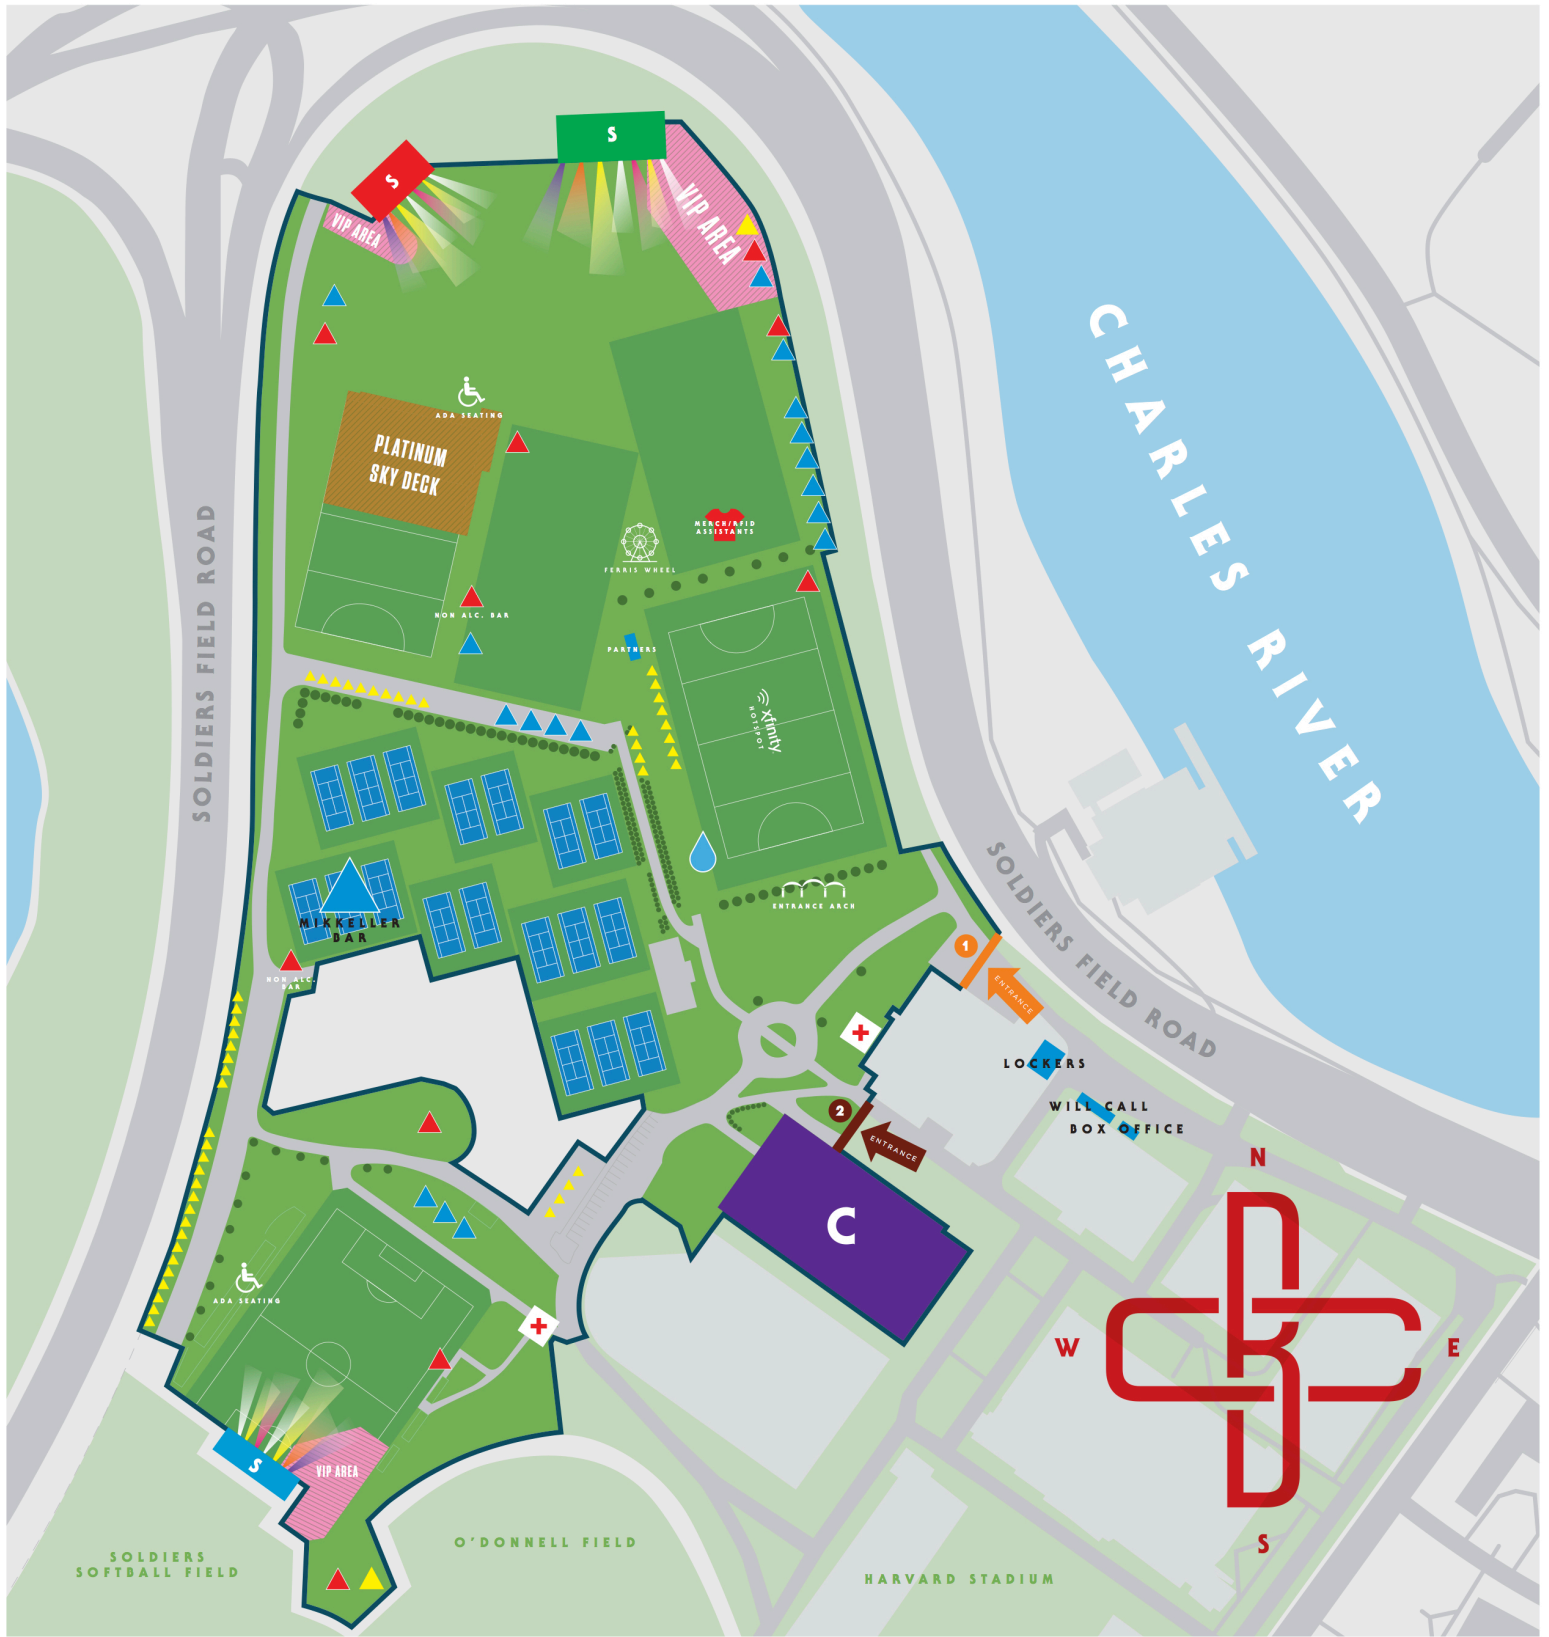 S
S
VIP AREA
VIP AREA
CHARLES RIVER
ADA SEATING
PLATINUM
SKY DECK
SOLDIERS FIELD ROAD
MERCH/RFID
ASSISTANTS
FERRIS WHEEL
NON ALC. BAR
PARTNERS
xfinity
HOTSPOT
MIKKELLER
BAR
ENTRANCE ARCH
SOLDIERS FIELD ROAD
NON ALC.
BAR
1
ENTRANCE
LOCKERS
WILL CALL
BOX OFFICE
2
ENTRANCE
N
C
ADA SEATING
W
E
S
VIP AREA
S
O'DONNELL FIELD
SOLDIERS
SOFTBALL FIELD
HARVARD STADIUM